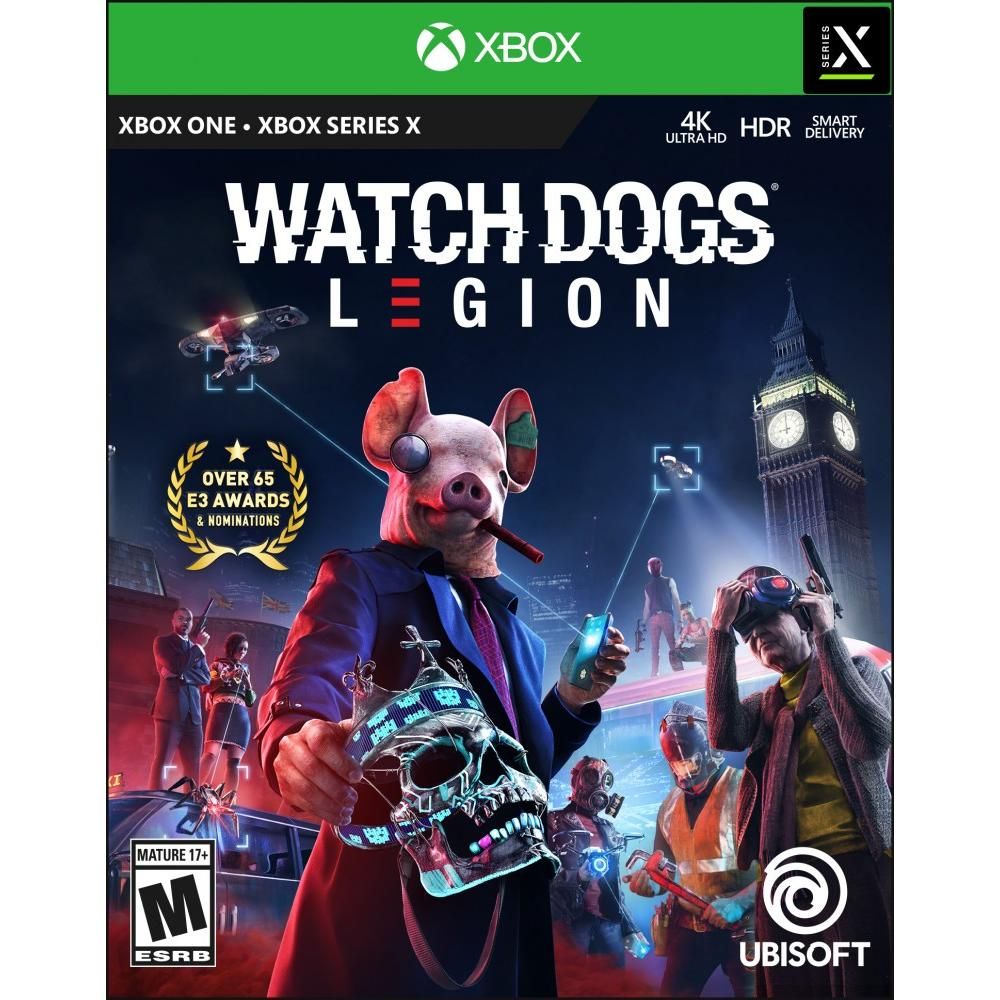 XBOX
SERIES X
XBOX ONE • XBOX SERIES X
4K
ULTRA HD
HDR
SMART
DELIVERY
WATCH DOGS®
LEGION
OVER 65
E3 AWARDS
& NOMINATIONS
MATURE 17+
M
ESRB
UBISOFT